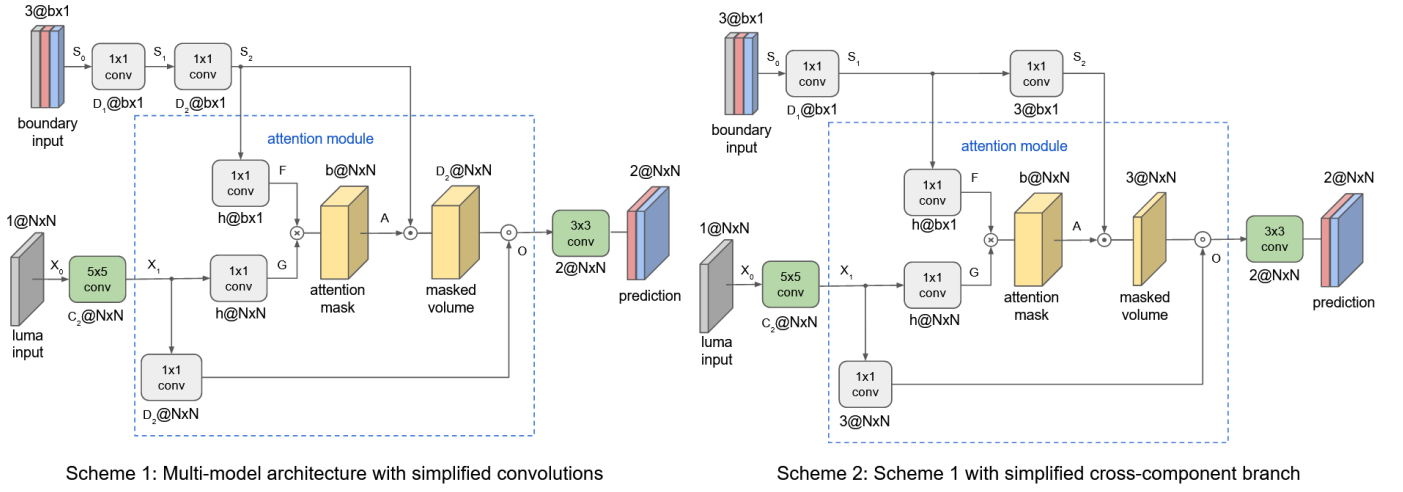 3@bx1
S0
1x1
conv
D1@bx1
S1
1x1
conv
D2@bx1
S2
boundary
input
attention module
1x1
conv
h@bx1
F
b@NxN
D2@NxN
2@NxN
1@NxN
X0
5x5
conv
C2@NxN
X1
1x1
conv
h@NxN
G
A
O
3x3
conv
2@NxN
attention
mask
masked
volume
prediction
luma
input
1x1
conv
D2@NxN
Scheme 1: Multi-model architecture with simplified convolutions
3@bx1
S0
1x1
conv
D1@bx1
S1
1x1
conv
3@bx1
S2
boundary
input
attention module
1x1
conv
h@bx1
F
b@NxN
3@NxN
2@NxN
1@NxN
X0
5x5
conv
C2@NxN
X1
1x1
conv
h@NxN
G
A
O
3x3
conv
2@NxN
attention
mask
masked
volume
prediction
luma
input
1x1
conv
3@NxN
Scheme 2: Scheme 1 with simplified cross-component branch